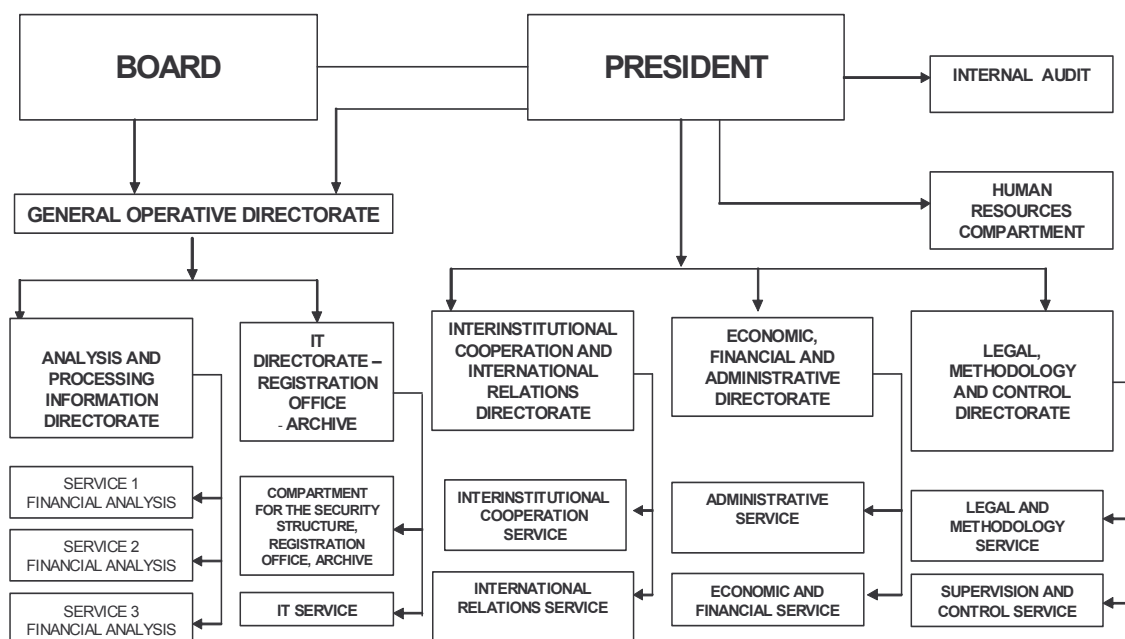 BOARD
PRESIDENT
INTERNAL AUDIT
HUMAN
RESOURCES
COMPARTMENT
GENERAL OPERATIVE DIRECTORATE
ANALYSIS AND
PROCESSING
INFORMATION
DIRECTORATE
IT
DIRECTORATE –
REGISTRATION
OFFICE
- ARCHIVE
INTERINSTITUTIONAL
COOPERATION AND
INTERNATIONAL
RELATIONS
DIRECTORATE
ECONOMIC,
FINANCIAL AND
ADMINISTRATIVE
DIRECTORATE
LEGAL,
METHODOLOGY
AND CONTROL
DIRECTORATE
SERVICE 1
FINANCIAL ANALYSIS
SERVICE 2
FINANCIAL ANALYSIS
SERVICE 3
FINANCIAL ANALYSIS
COMPARTMENT
FOR THE SECURITY
STRUCTURE,
REGISTRATION
OFFICE, ARCHIVE
IT SERVICE
INTERINSTITUTIONAL
COOPERATION
SERVICE
INTERNATIONAL
RELATIONS SERVICE
ADMINISTRATIVE
SERVICE
ECONOMIC AND
FINANCIAL SERVICE
LEGAL AND
METHODOLOGY
SERVICE
SUPERVISION AND
CONTROL SERVICE